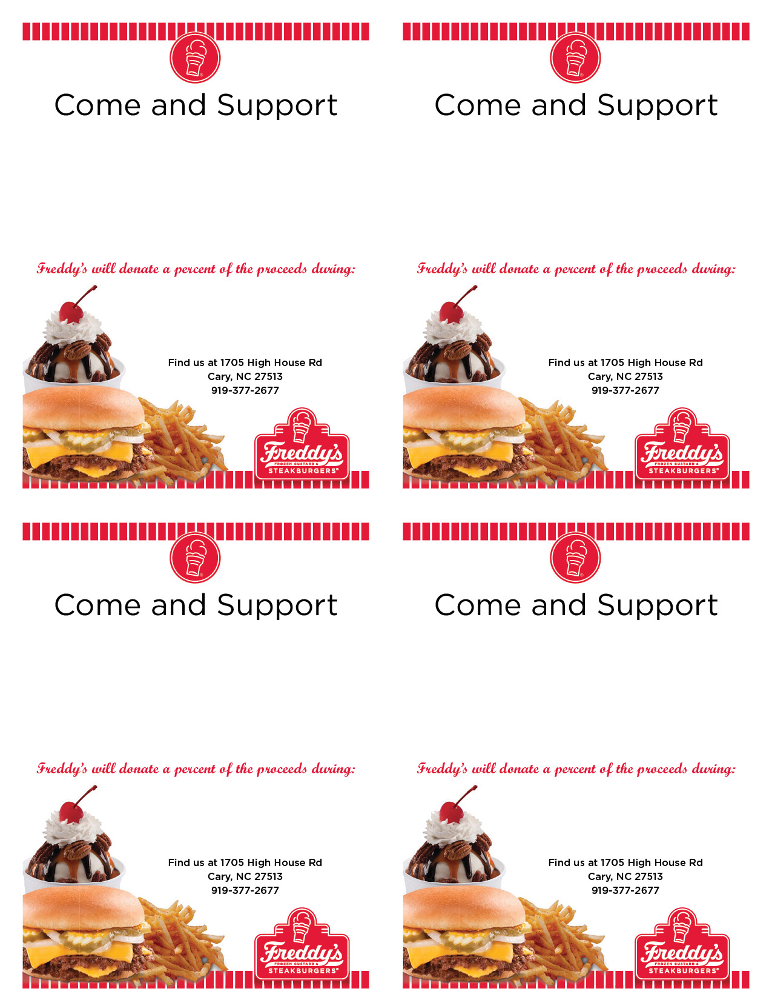 Come and Support
Freddy's will donate a percent of the proceeds during:
Find us at 1705 High House Rd
Cary, NC 27513
919-377-2677
Freddy's
FROZEN CUSTARD &
STEAKBURGERS®
Come and Support
Freddy's will donate a percent of the proceeds during:
Find us at 1705 High House Rd
Cary, NC 27513
919-377-2677
Freddy's
FROZEN CUSTARD &
STEAKBURGERS®
Come and Support
Freddy's will donate a percent of the proceeds during:
Find us at 1705 High House Rd
Cary, NC 27513
919-377-2677
Freddy's
FROZEN CUSTARD &
STEAKBURGERS®
Come and Support
Freddy's will donate a percent of the proceeds during:
Find us at 1705 High House Rd
Cary, NC 27513
919-377-2677
Freddy's
FROZEN CUSTARD &
STEAKBURGERS®